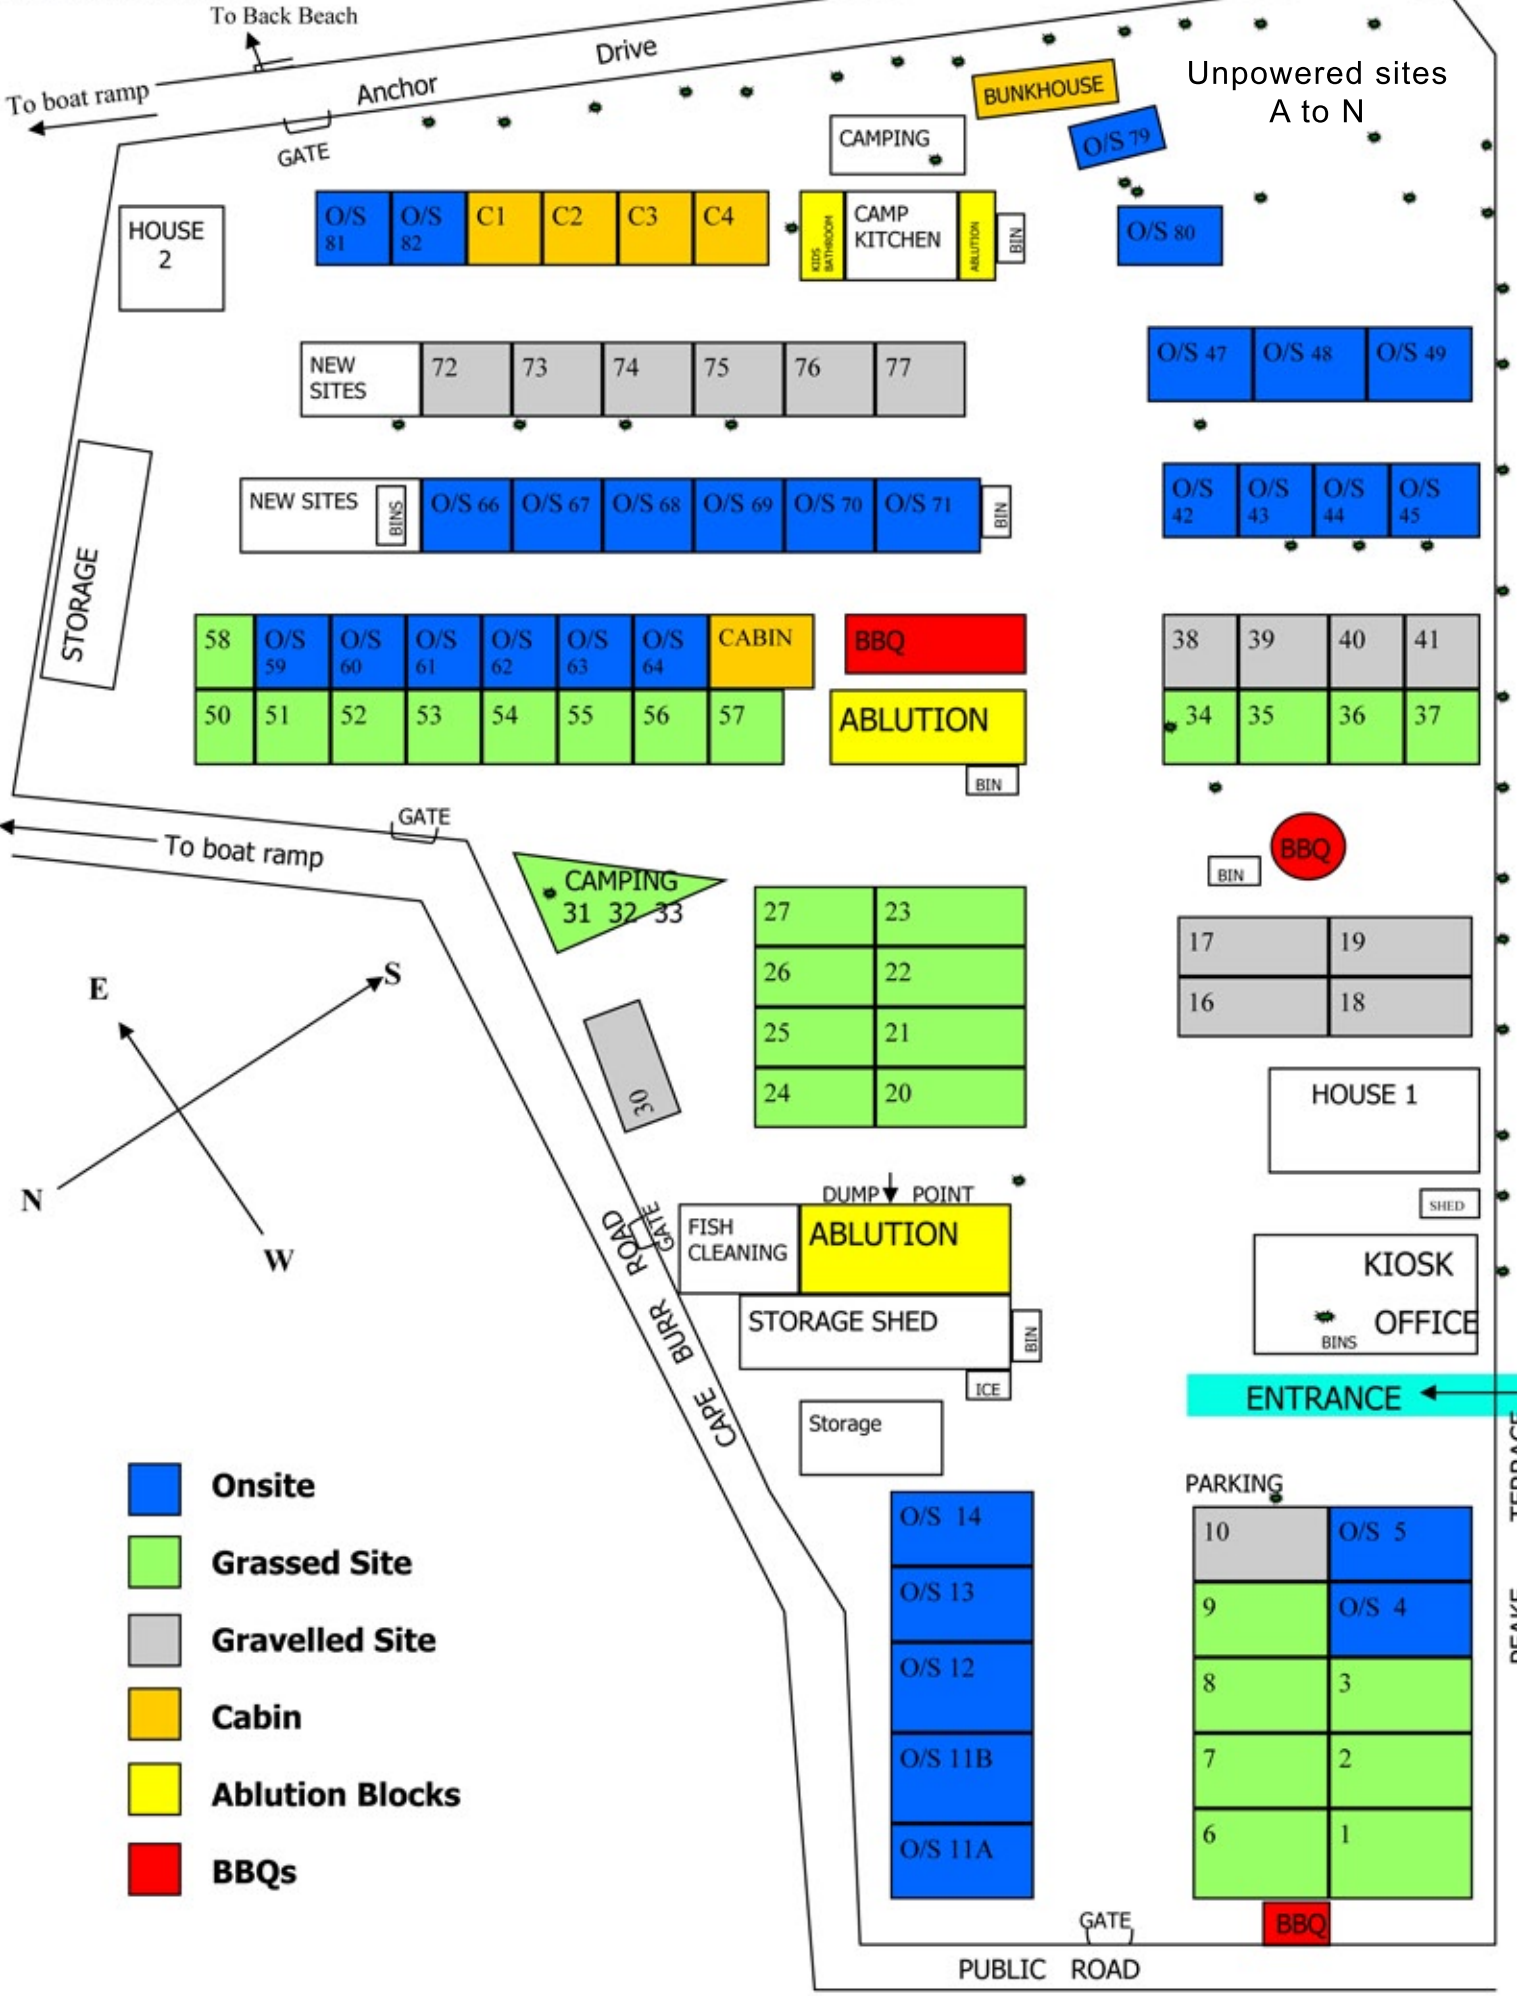 To Back Beach
To boat ramp
Anchor Drive
GATE
Unpowered sites
A to N
BUNKHOUSE
O/S 79
CAMPING
HOUSE
2
O/S
81
O/S
82
C1
C2
C3
C4
KIDS
BATHROOM
CAMP
KITCHEN
ABLUTION
BIN
O/S 80
NEW
SITES
72
73
74
75
76
77
O/S 47
O/S 48
O/S 49
NEW SITES
BINS
O/S 66
O/S 67
O/S 68
O/S 69
O/S 70
O/S 71
BIN
O/S
42
O/S
43
O/S
44
O/S
45
STORAGE
58
O/S
59
O/S
60
O/S
61
O/S
62
O/S
63
O/S
64
CABIN
BBQ
38
39
40
41
50
51
52
53
54
55
56
57
ABLUTION
BIN
34
35
36
37
GATE
To boat ramp
CAMPING
31 32 33
BBQ
BIN
27
23
26
22
25
21
24
20
17
19
16
18
30
E
S
N
W
HOUSE 1
SHED
DUMP POINT
FISH
CLEANING
ABLUTION
GATE
CAPE BURR ROAD
STORAGE SHED
BIN
ICE
Storage
KIOSK
OFFICE
BINS
ENTRANCE
TERRACE
PEAKE
PARKING
O/S 14
O/S 13
O/S 12
O/S 11B
O/S 11A
10
O/S 5
9
O/S 4
8
3
7
2
6
1
BBQ
GATE
PUBLIC ROAD
Onsite
Grassed Site
Gravelled Site
Cabin
Ablution Blocks
BBQs